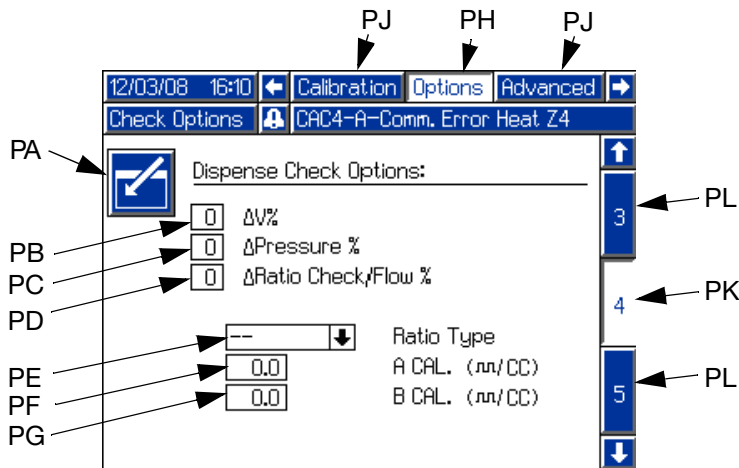 PJ PH PJ
12/03/08 16:10 Calibration Options Advanced
Check Options CAC4-A-Comm. Error Heat Z4
PA
Dispense Check Options:
3 PL
PB 0 ΔV%
PC 0 ΔPressure %
PD 0 ΔRatio Check/Flow %
4 PK
PE -- Ratio Type
PF 0.0 A CAL. (⎍⎍/CC)
PL
PG 0.0 B CAL. (⎍⎍/CC) 5